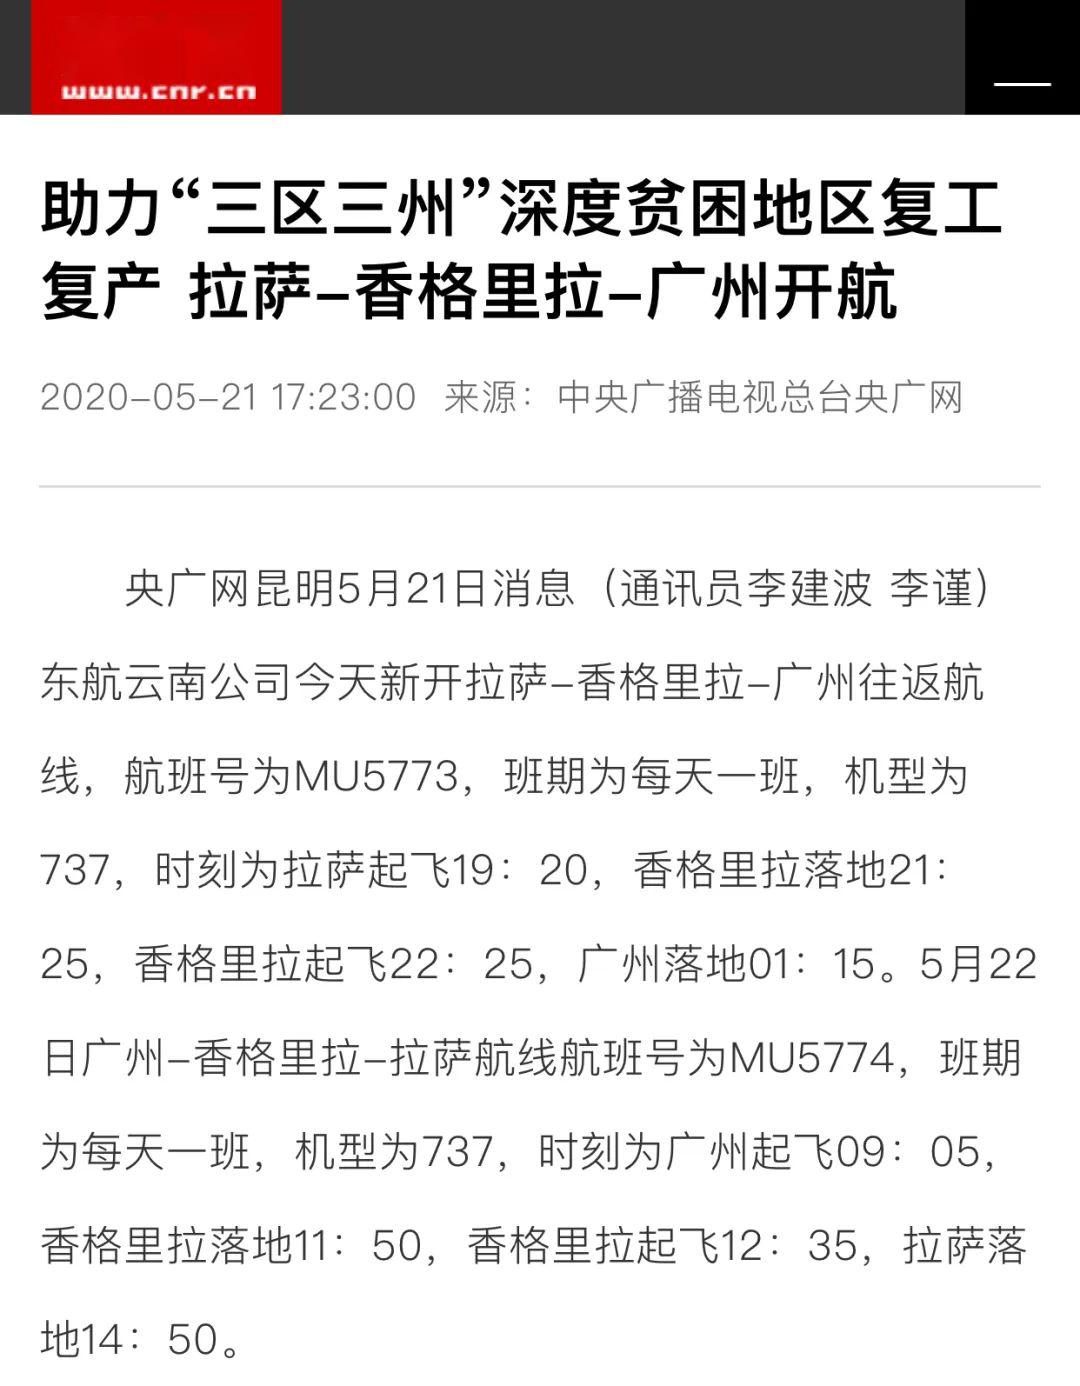 www.cnr.cn
助力“三区三州”深度贫困地区复工
复产 拉萨–香格里拉–广州开航
2020–05–21 17:23:00 来源：中央广播电视总台央广网
央广网昆明5月21日消息（通讯员李建波 李谨）
东航云南公司今天新开拉萨–香格里拉–广州往返航
线，航班号为MU5773，班期为每天一班，机型为
737，时刻为拉萨起飞19：20，香格里拉落地21：
25，香格里拉起飞22：25，广州落地01：15。5月22
日广州–香格里拉–拉萨航线航班号为MU5774，班期
为每天一班，机型为737，时刻为广州起飞09：05，
香格里拉落地11：50，香格里拉起飞12：35，拉萨落
地14：50。